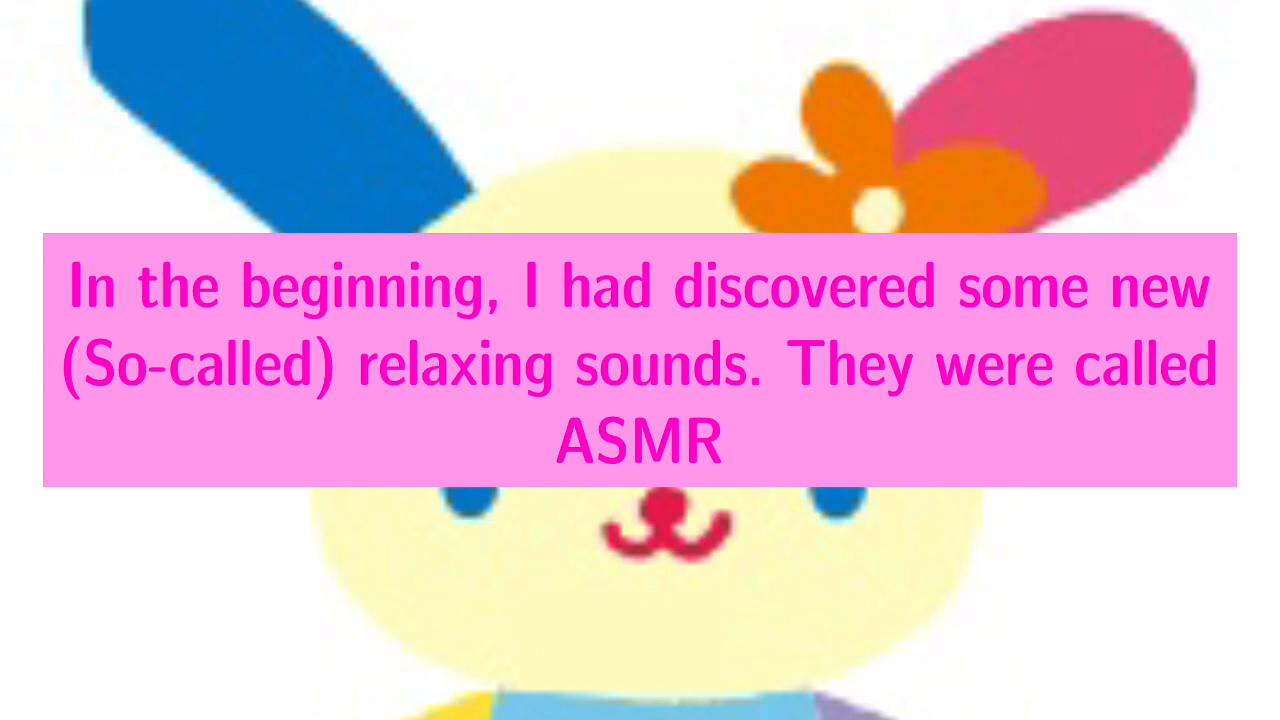 In the beginning, I had discovered some new
(So-called) relaxing sounds. They were called
ASMR